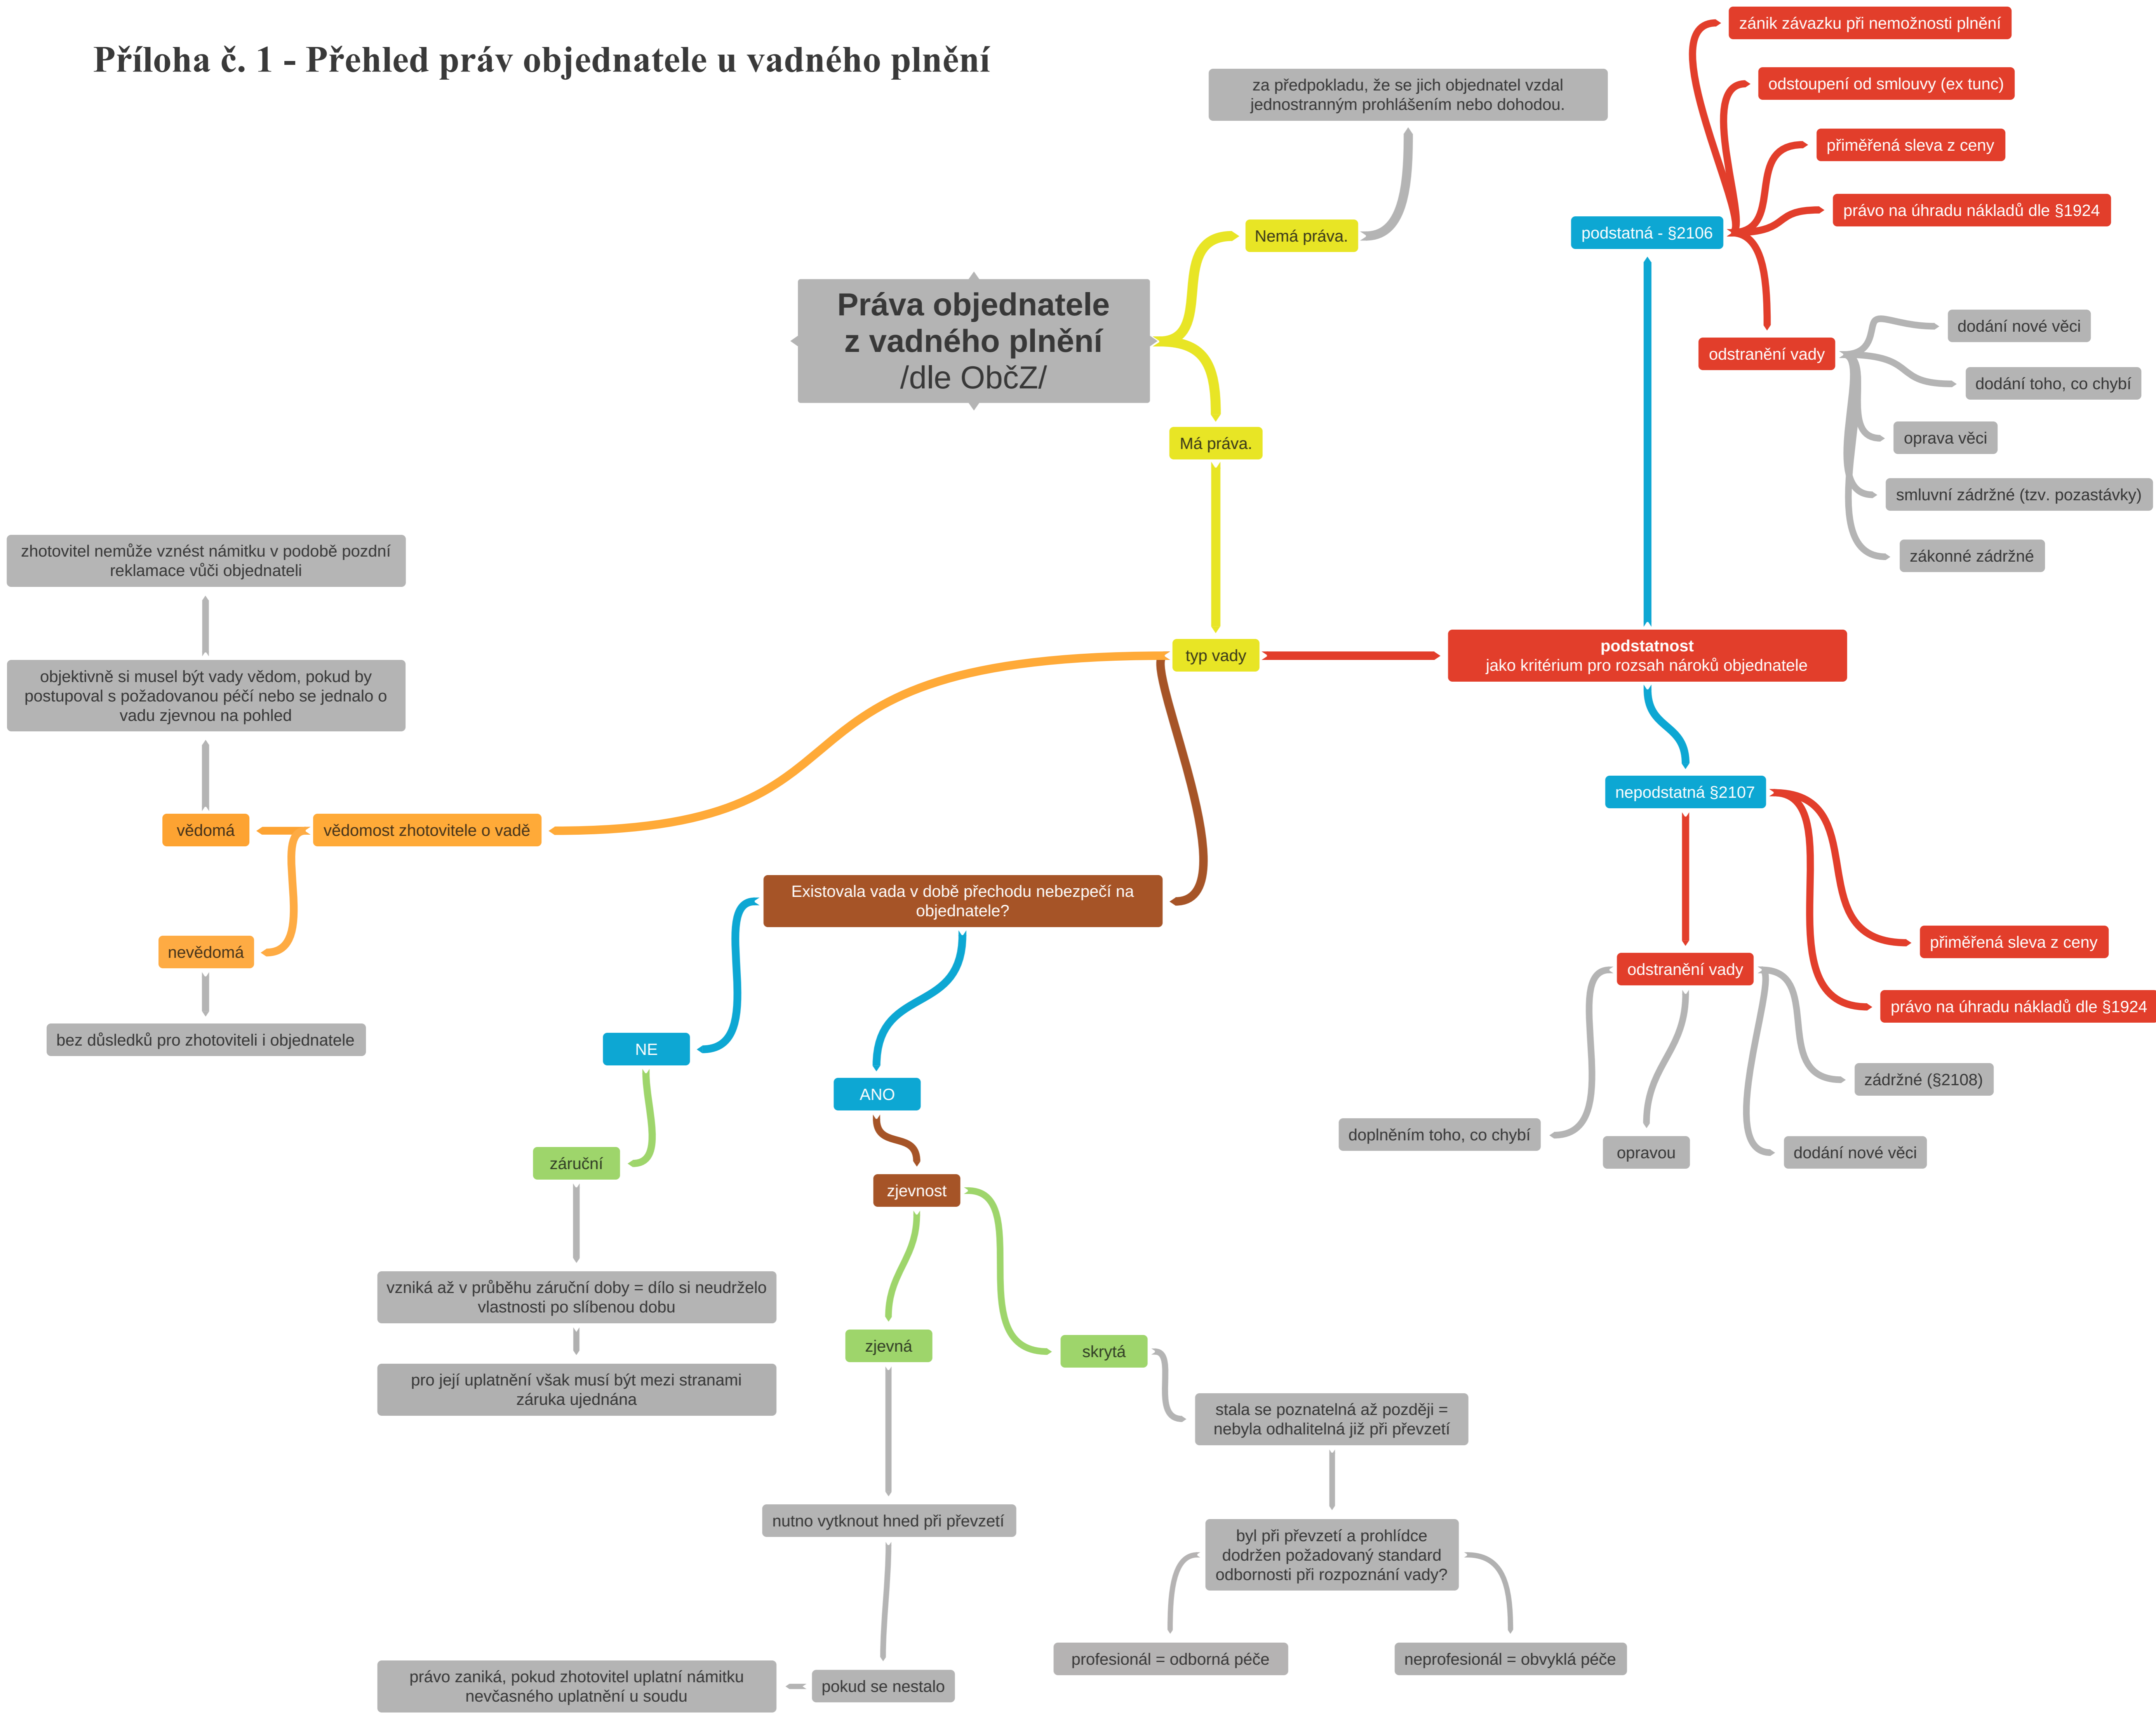 Příloha č. 1 - Přehled práv objednatele u vadného plnění
zánik závazku při nemožnosti plnění
odstoupení od smlouvy (ex tunc)
za předpokladu, že se jich objednatel vzdal
jednostranným prohlášením nebo dohodou.
přiměřená sleva z ceny
právo na úhradu nákladů dle §1924
Nemá práva.
podstatná - §2106
Práva objednatele
z vadného plnění
/dle ObčZ/
dodání nové věci
odstranění vady
dodání toho, co chybí
oprava věci
Má práva.
smluvní zádržné (tzv. pozastávky)
zákonné zádržné
zhotovitel nemůže vznést námitku v podobě pozdní
reklamace vůči objednateli
typ vady
podstatnost
jako kritérium pro rozsah nároků objednatele
objektivně si musel být vady vědom, pokud by
postupoval s požadovanou péčí nebo se jednalo o
vadu zjevnou na pohled
nepodstatná §2107
vědomá
vědomost zhotovitele o vadě
Existovala vada v době přechodu nebezpečí na
objednatele?
nevědomá
přiměřená sleva z ceny
odstranění vady
právo na úhradu nákladů dle §1924
bez důsledků pro zhotoviteli i objednatele
NE
ANO
zádržné (§2108)
doplněním toho, co chybí
opravou
dodání nové věci
záruční
zjevnost
vzniká až v průběhu záruční doby = dílo si neudrželo
vlastnosti po slíbenou dobu
zjevná
skrytá
pro její uplatnění však musí být mezi stranami
záruka ujednána
stala se poznatelná až později =
nebyla odhalitelná již při převzetí
nutno vytknout hned při převzetí
byl při převzetí a prohlídce
dodržen požadovaný standard
odbornosti při rozpoznání vady?
profesionál = odborná péče
neprofesionál = obvyklá péče
právo zaniká, pokud zhotovitel uplatní námitku
nevčasného uplatnění u soudu
pokud se nestalo